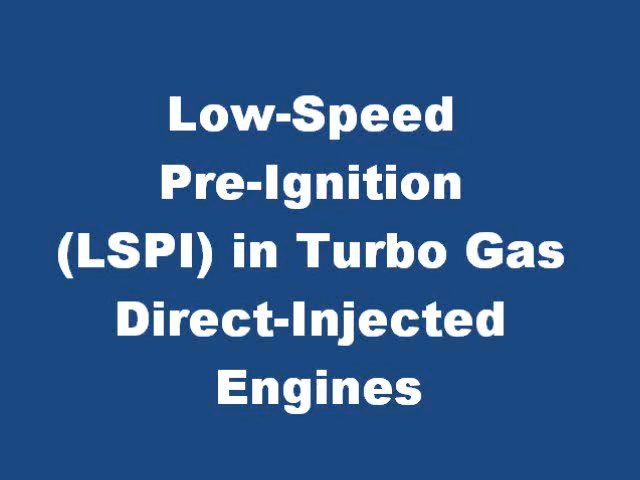 Low-Speed
Pre-Ignition
(LSPI) in Turbo Gas
Direct-Injected
Engines